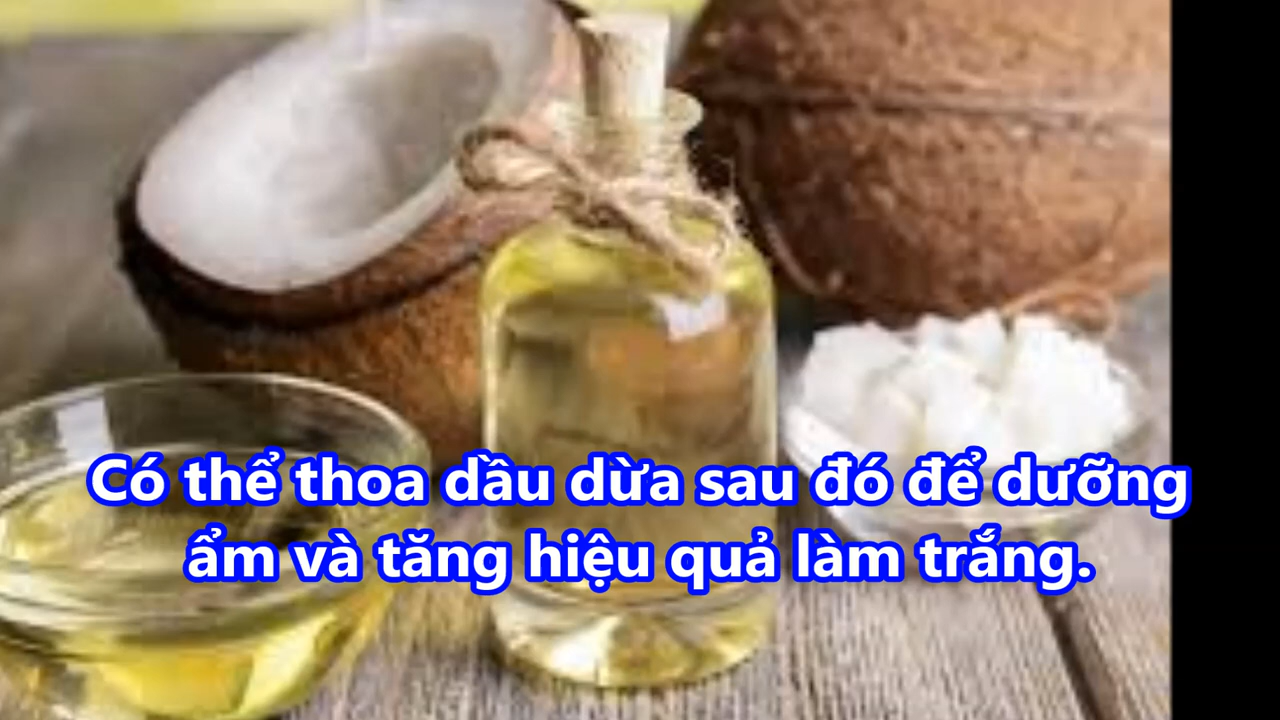 Có thể thoa dầu dừa sau đó để dưỡng
ẩm và tăng hiệu quả làm trắng.